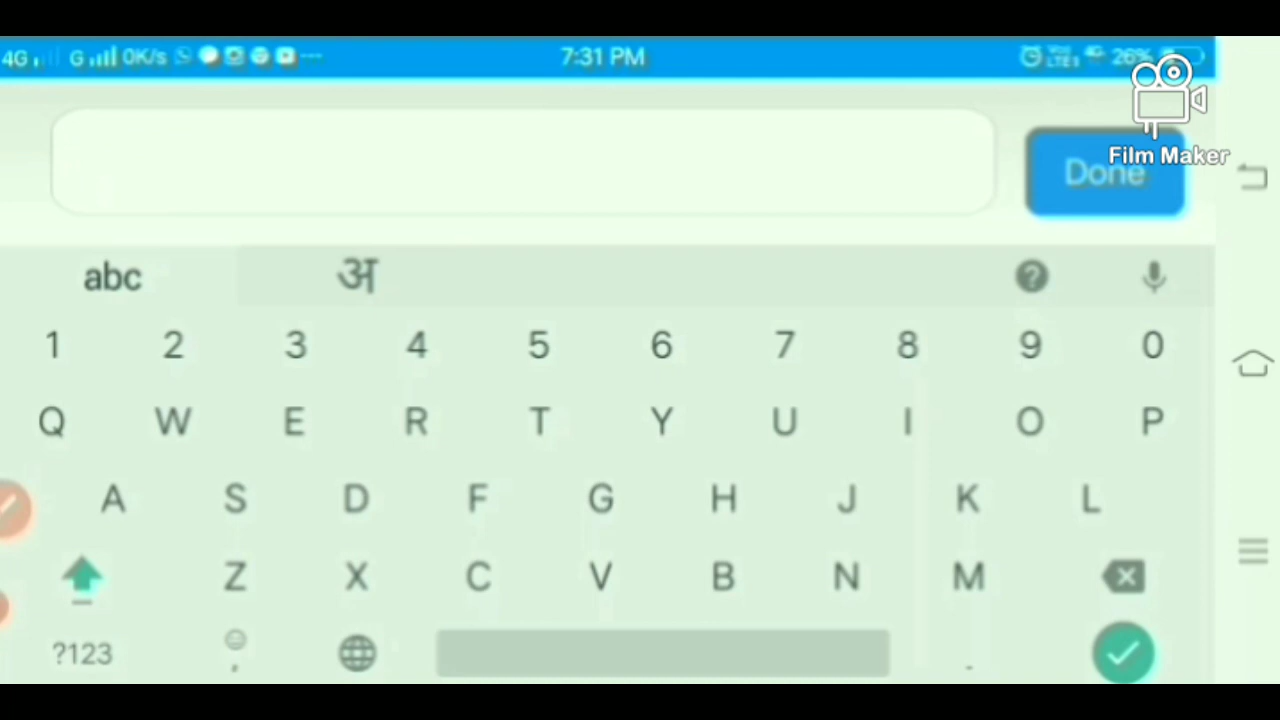 4G G 0K/s 7:31 PM 4G 26%
Film Maker
Done
abc अ
1 2 3 4 5 6 7 8 9 0
Q W E R T Y U I O P
A S D F G H J K L
Z X C V B N M
?123 , .